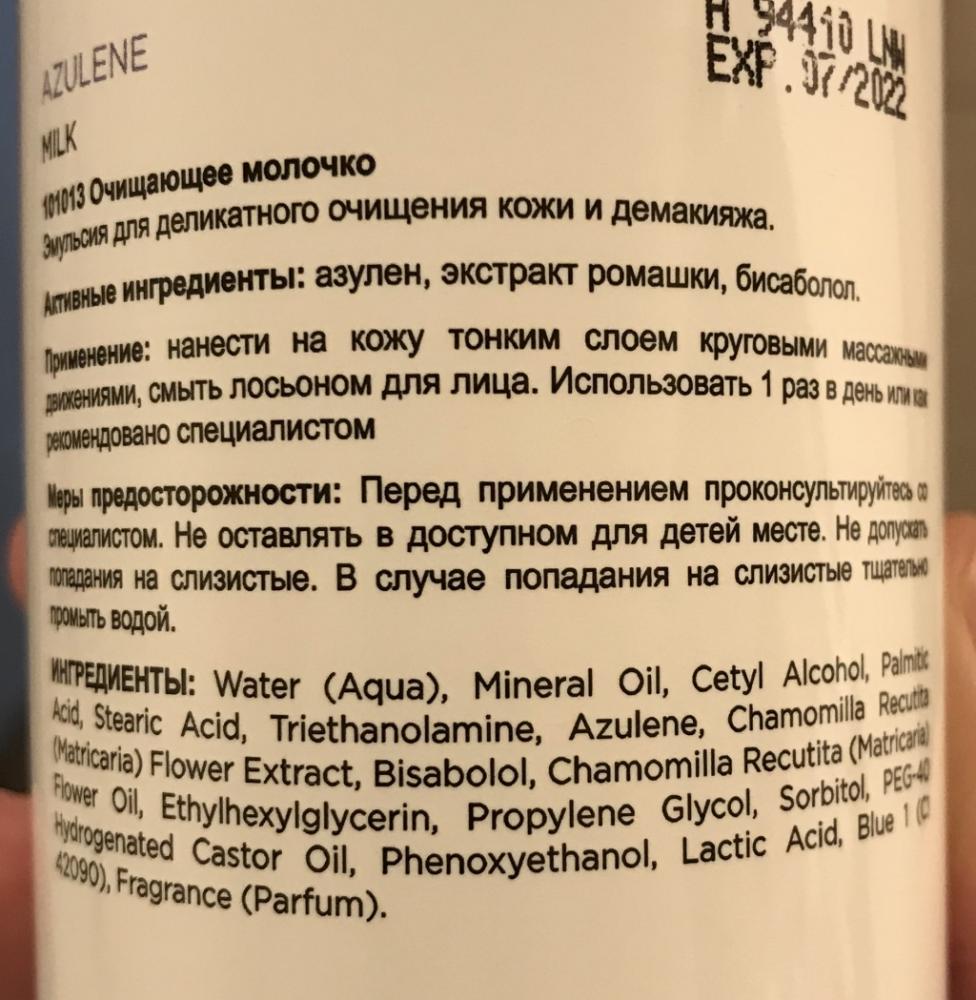 H 94410 LNW
EXP. 07/2022
AZULENE
MILK
101013 Очищающее молочко
Эмульсия для деликатного очищения кожи и демакияжа.
Активные ингредиенты: азулен, экстракт ромашки, бисаболол.
Применение: нанести на кожу тонким слоем круговыми массажными
движениями, смыть лосьоном для лица. Использовать 1 раз в день или как
рекомендовано специалистом
Меры предосторожности: Перед применением проконсультируйтесь со
специалистом. Не оставлять в доступном для детей месте. Не допускать
попадания на слизистые. В случае попадания на слизистые тщательно
промыть водой.
ИНГРЕДИЕНТЫ: Water (Aqua), Mineral Oil, Cetyl Alcohol, Palmitic
Acid, Stearic Acid, Triethanolamine, Azulene, Chamomilla Recutita
(Matricaria) Flower Extract, Bisabolol, Chamomilla Recutita (Matricaria)
Flower Oil, Ethylhexylglycerin, Propylene Glycol, Sorbitol, PEG-40
Hydrogenated Castor Oil, Phenoxyethanol, Lactic Acid, Blue 1 (CI
42090), Fragrance (Parfum).